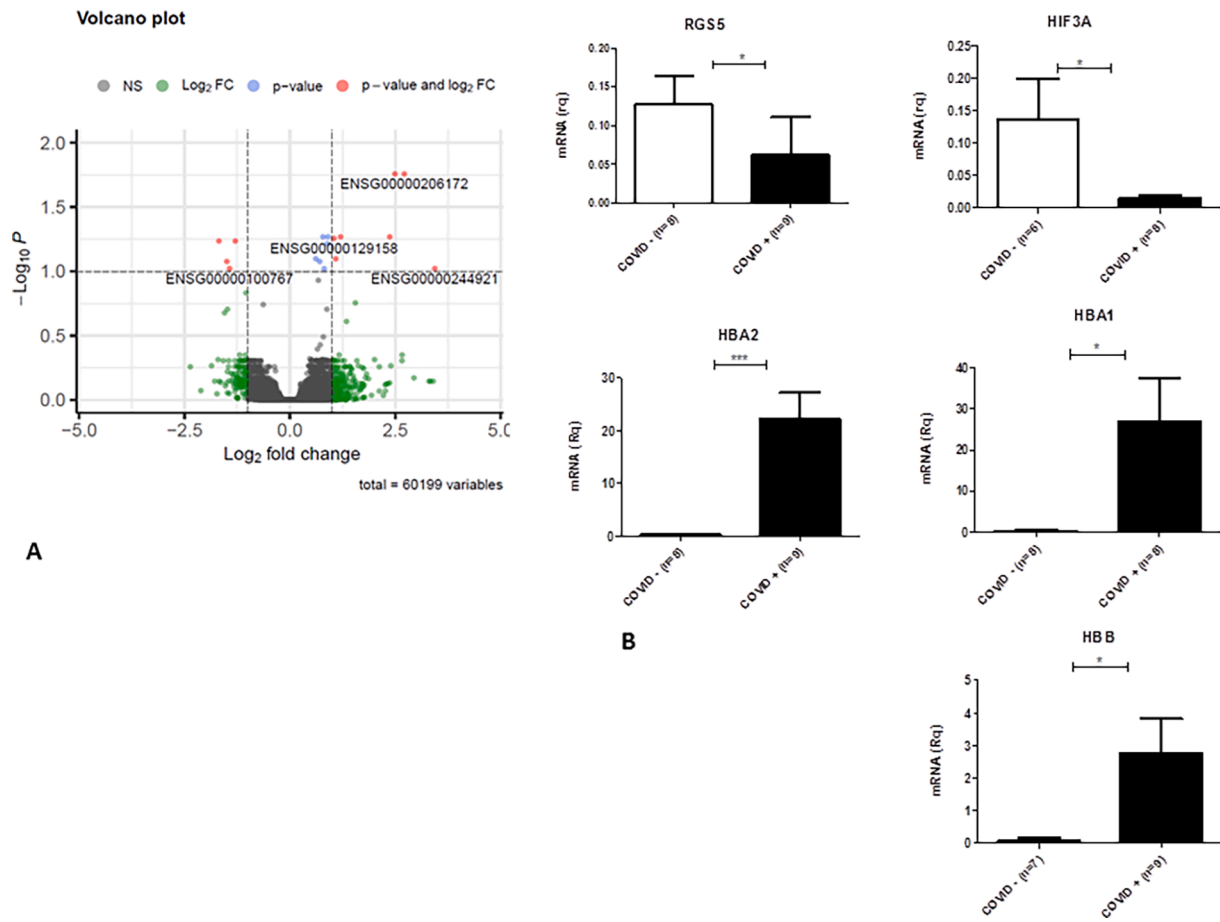 Volcano plot
NS Log₂ FC p−value p − value and log₂ FC
−Log₁₀ P
2.0
1.5
1.0
0.5
0.0
ENSG00000206172
ENSG00000129158
ENSG00000100767
ENSG00000244921
−5.0 −2.5 0.0 2.5 5.0
Log₂ fold change
total = 60199 variables
A
RGS5
mRNA (rq)
0.20
0.15
0.10
0.05
0.00
*
COVID - (n=8)
COVID + (n=9)
HIF3A
mRNA (rq)
0.25
0.20
0.15
0.10
0.05
0.00
*
COVID - (n=6)
COVID + (n=8)
HBA2
mRNA (Rq)
30
20
10
0
***
COVID - (n=8)
COVID + (n=9)
HBA1
mRNA (Rq)
40
30
20
10
0
*
COVID - (n=8)
COVID + (n=8)
B
HBB
mRNA (Rq)
5
4
3
2
1
0
*
COVID - (n=7)
COVID + (n=9)